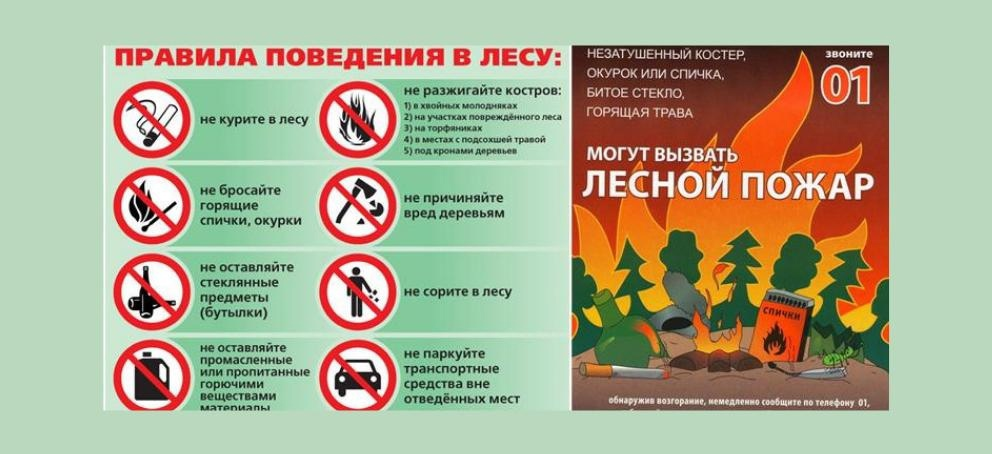 ПРАВИЛА ПОВЕДЕНИЯ В ЛЕСУ:
не курите в лесу
не разжигайте костров:
1) в хвойных молодняках
2) на участках повреждённого леса
3) на торфяниках
4) в местах с подсохшей травой
5) под кронами деревьев
не бросайте
горящие
спички, окурки
не причиняйте
вред деревьям
не оставляйте
стеклянные
предметы
(бутылки)
не сорите в лесу
не оставляйте
промасленные
или пропитанные
горючими
веществами
материалы
не паркуйте
транспортные
средства вне
отведённых мест
НЕЗАТУШЕННЫЙ КОСТЕР,
ОКУРОК ИЛИ СПИЧКА,
БИТОЕ СТЕКЛО,
ГОРЯЩАЯ ТРАВА
звоните
01
МОГУТ ВЫЗВАТЬ
ЛЕСНОЙ ПОЖАР
СПИЧКИ
обнаружив возгорание, немедленно сообщите по телефону 01,